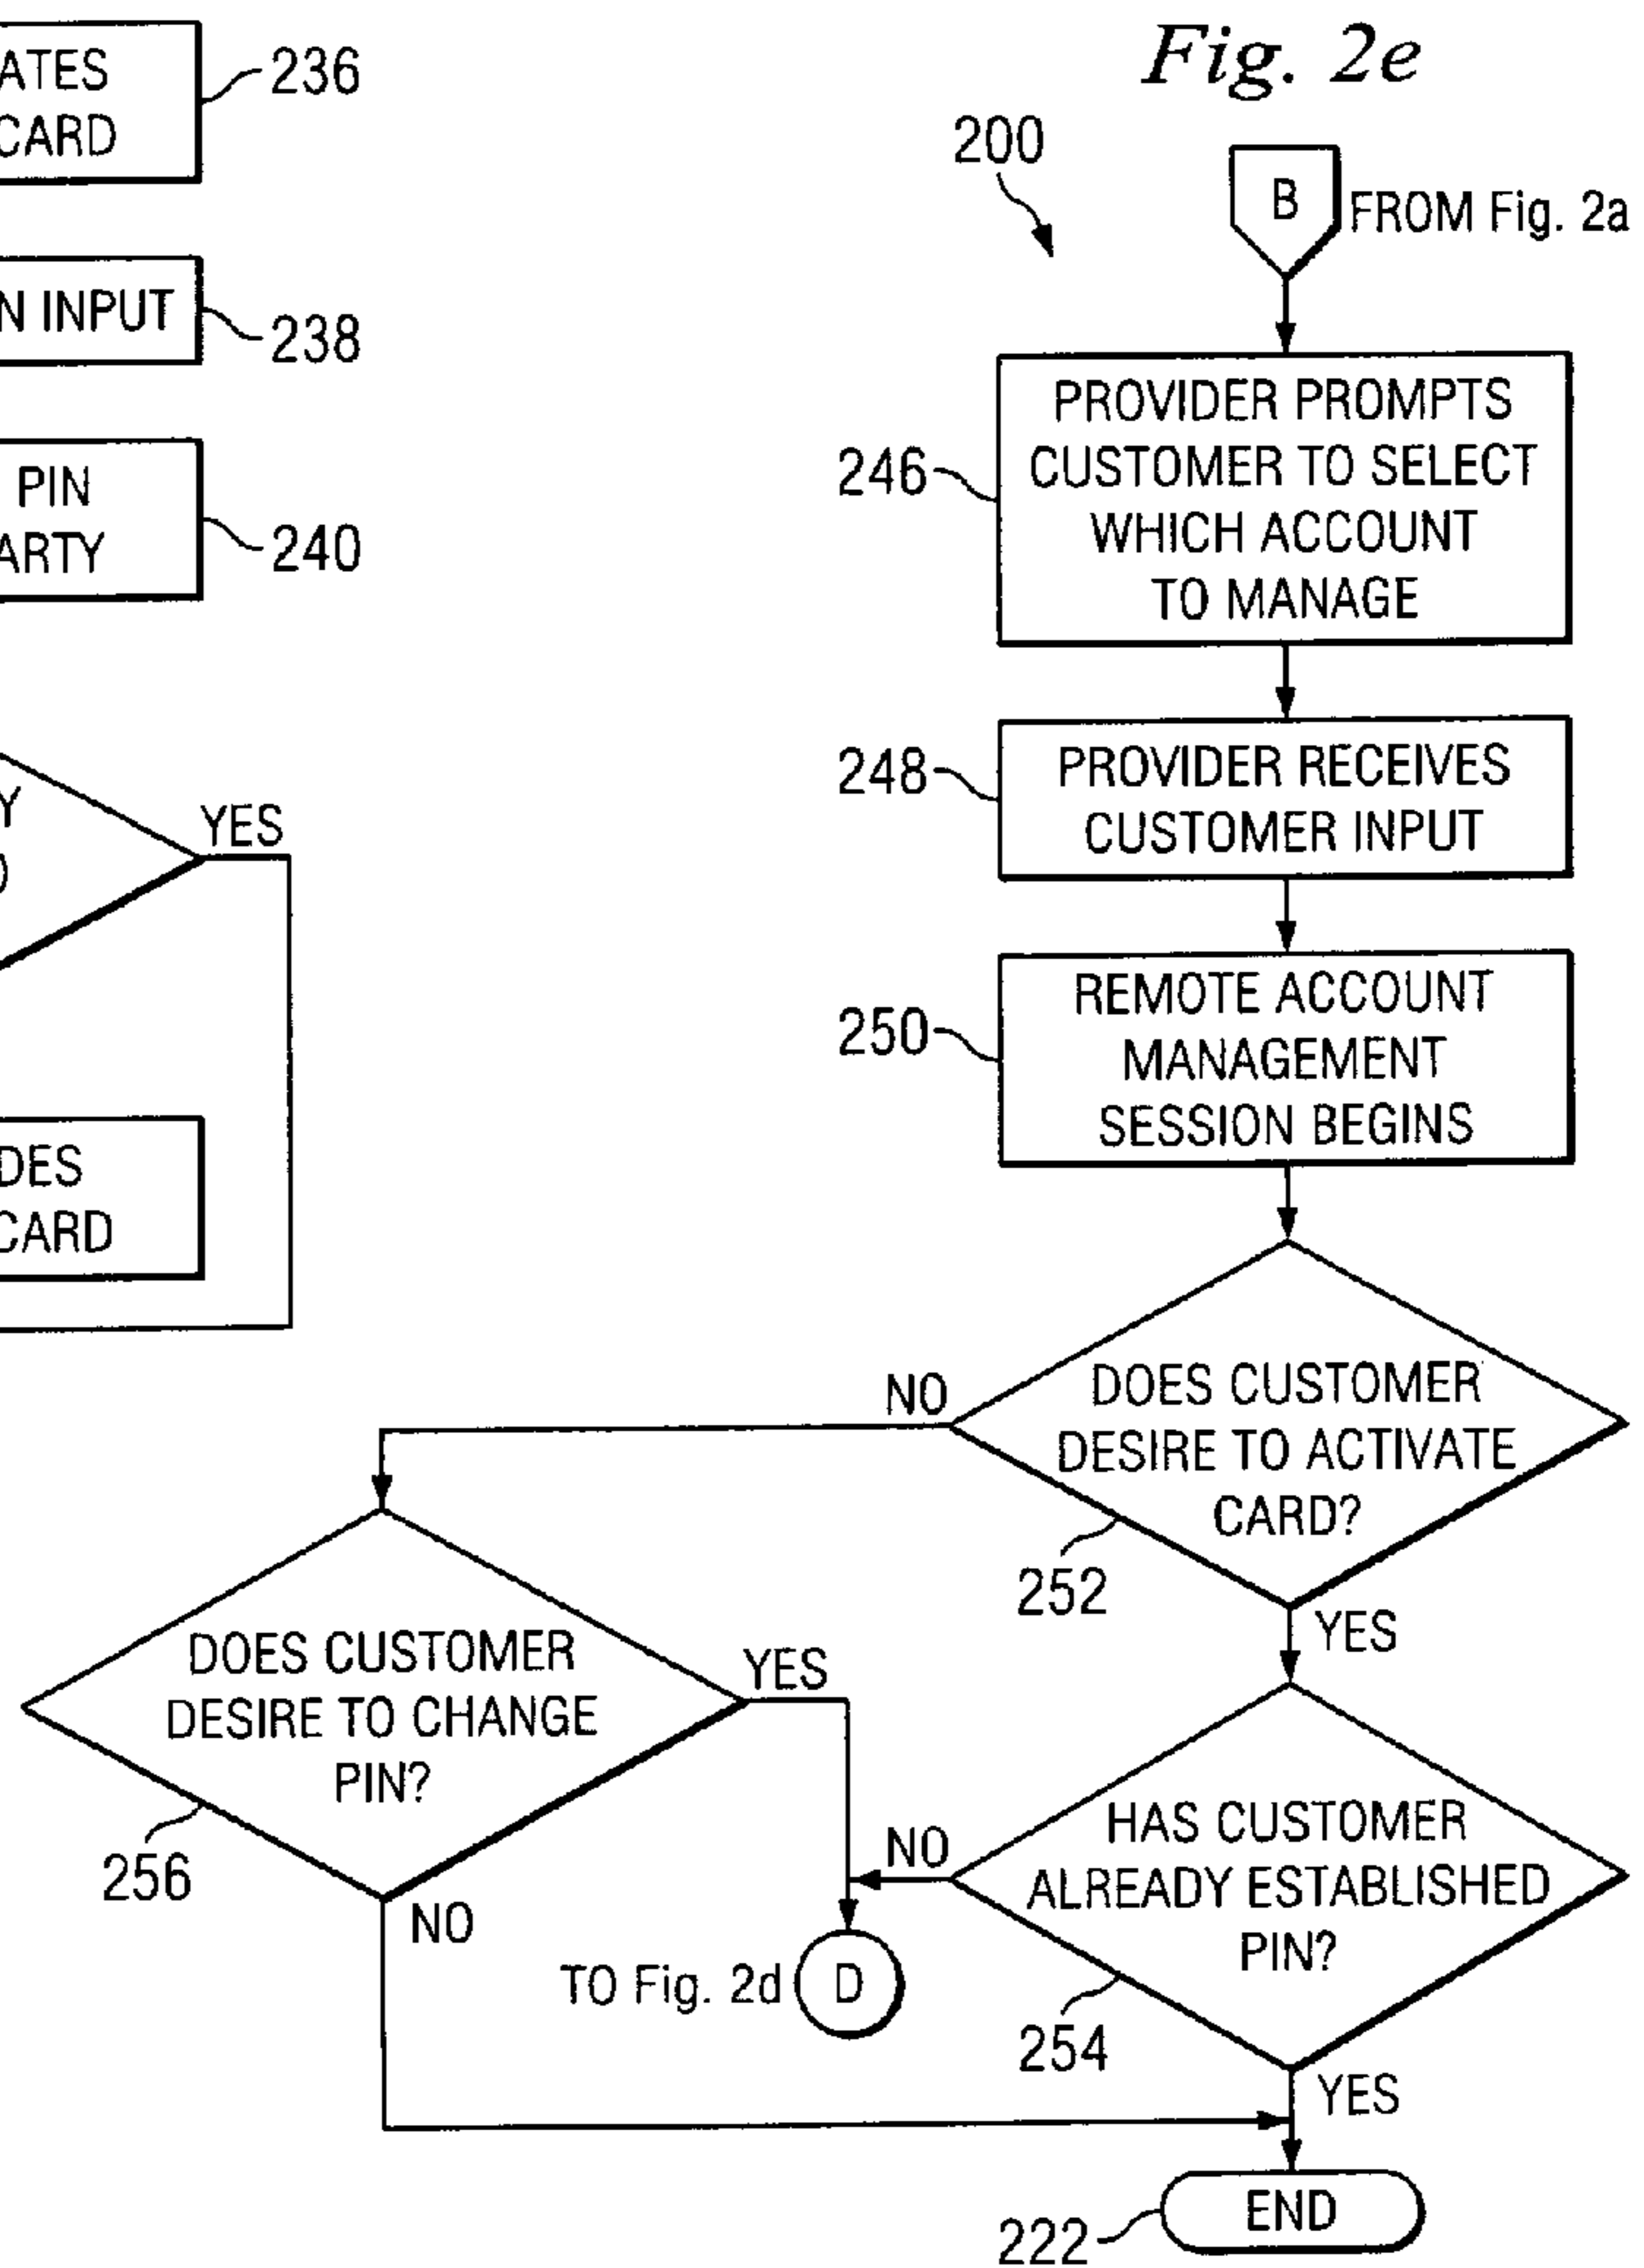 ATES
CARD
236
N INPUT
238
PIN
ARTY
240
Y
YES
DES
CARD
Fig. 2e
200
B
FROM Fig. 2a
PROVIDER PROMPTS
CUSTOMER TO SELECT
WHICH ACCOUNT
TO MANAGE
246
PROVIDER RECEIVES
CUSTOMER INPUT
248
REMOTE ACCOUNT
MANAGEMENT
SESSION BEGINS
250
DOES CUSTOMER
DESIRE TO ACTIVATE
CARD?
NO
252
YES
DOES CUSTOMER
DESIRE TO CHANGE
PIN?
YES
256
NO
HAS CUSTOMER
ALREADY ESTABLISHED
PIN?
NO
TO Fig. 2d
D
254
YES
END
222